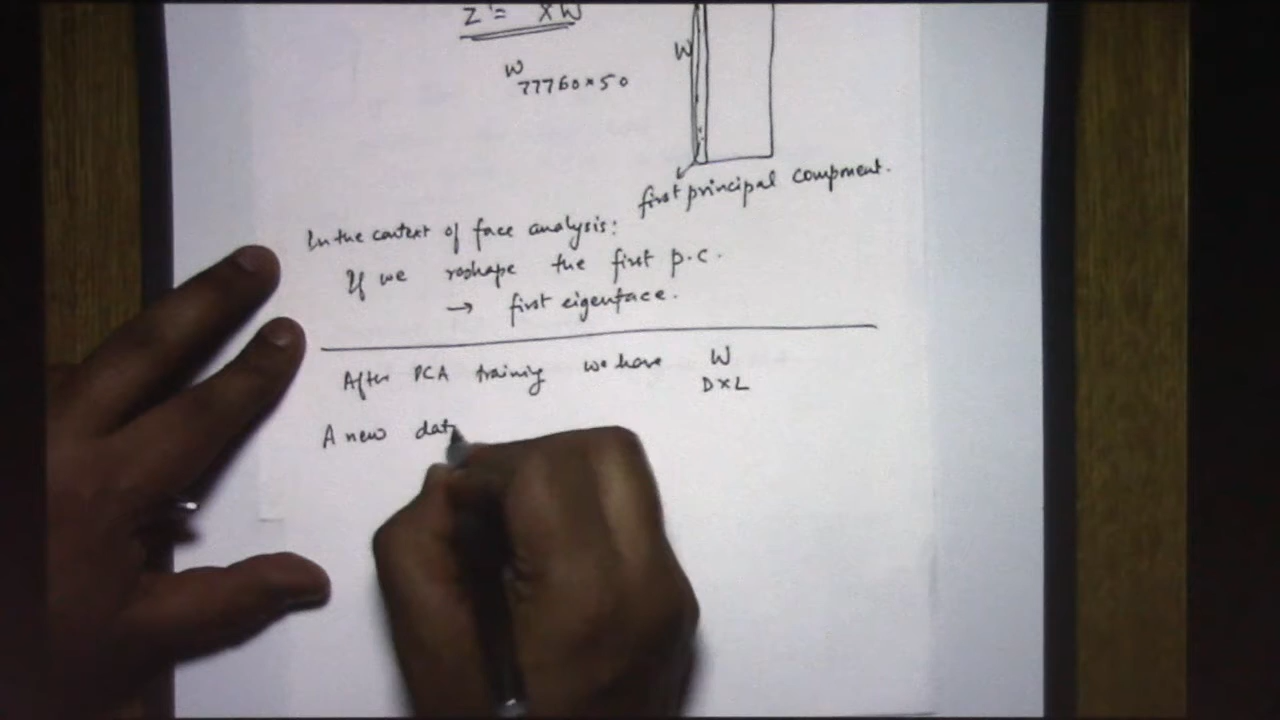 Z = XW
W
W
77760×50
first principal component.
In the context of face analysis:
If we reshape the first p.c.
→ first eigenface.
After PCA training we have W
D×L
A new dat